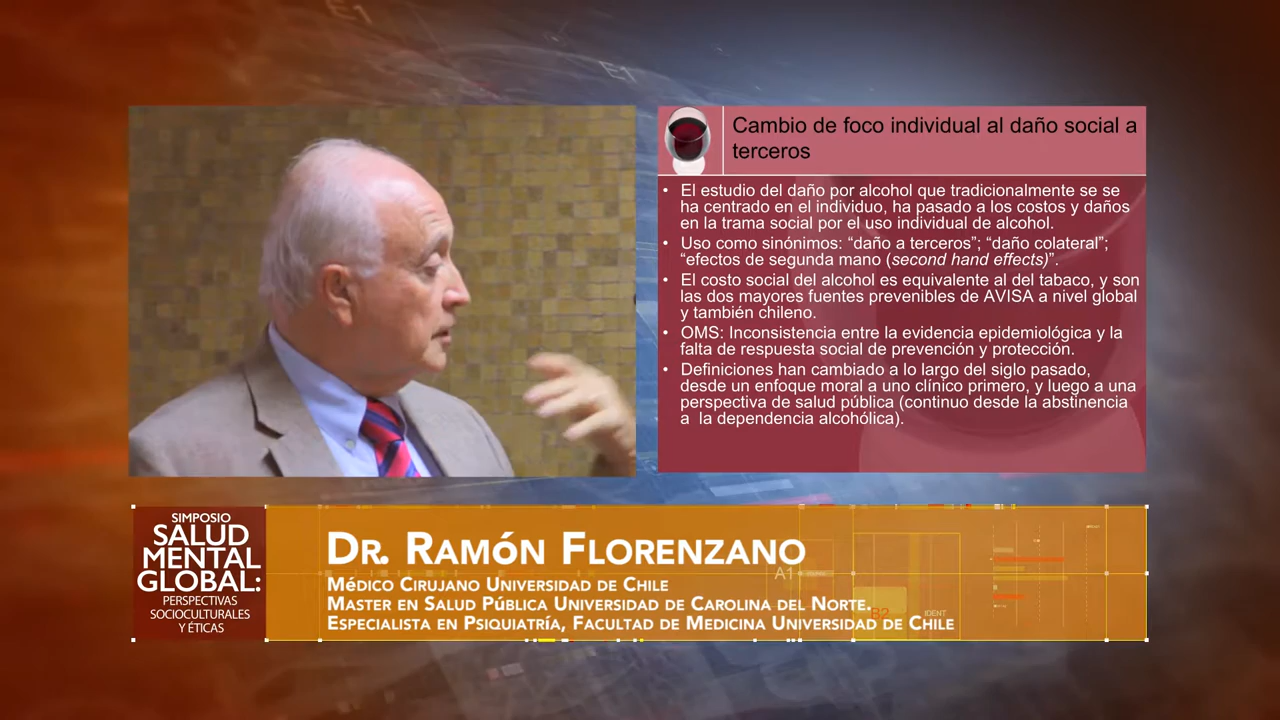 E1
E1
Cambio de foco individual al daño social a
terceros
• El estudio del daño por alcohol que tradicionalmente se se
ha centrado en el individuo, ha pasado a los costos y daños
en la trama social por el uso individual de alcohol.
• Uso como sinónimos: “daño a terceros”; “daño colateral”;
“efectos de segunda mano (second hand effects)”.
• El costo social del alcohol es equivalente al del tabaco, y son
las dos mayores fuentes prevenibles de AVISA a nivel global
y también chileno.
• OMS: Inconsistencia entre la evidencia epidemiológica y la
falta de respuesta social de prevención y protección.
• Definiciones han cambiado a lo largo del siglo pasado,
desde un enfoque moral a uno clínico primero, y luego a una
perspectiva de salud pública (continuo desde la abstinencia
a la dependencia alcohólica).
SIMPOSIO
SALUD
MENTAL
GLOBAL:
PERSPECTIVAS
SOCIOCULTURALES
Y ÉTICAS
DR. RAMÓN FLORENZANO
MÉDICO CIRUJANO UNIVERSIDAD DE CHILE
MASTER EN SALUD PÚBLICA UNIVERSIDAD DE CAROLINA DEL NORTE.
ESPECIALISTA EN PSIQUIATRÍA, FACULTAD DE MEDICINA UNIVERSIDAD DE CHILE
A1
B2
IDENT